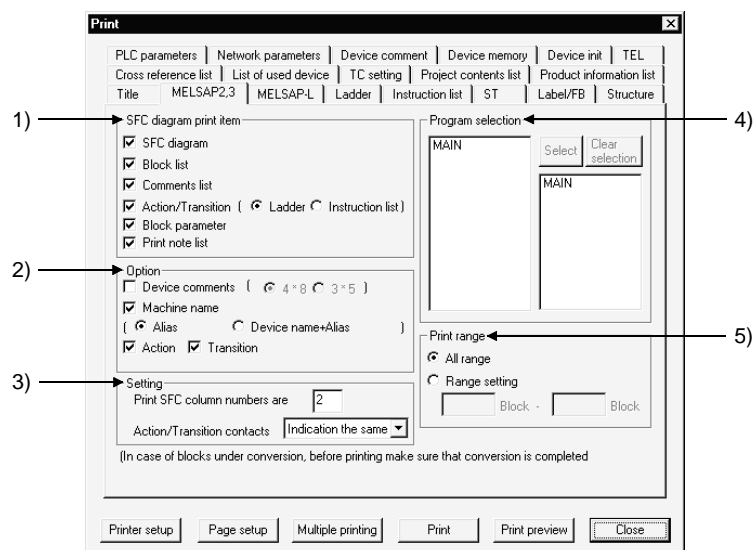 Print
PLC parameters Network parameters Device comment Device memory Device init TEL
Cross reference list List of used device TC setting Project contents list Product information list
Title MELSAP2,3 MELSAP-L Ladder Instruction list ST Label/FB Structure
1)
SFC diagram print item
SFC diagram
Block list
Comments list
Action/Transition ( Ladder Instruction list )
Block parameter
Print note list
2)
Option
Device comments ( 4*8 3*5 )
Machine name
( Alias Device name+Alias )
Action Transition
3)
Setting
Print SFC column numbers are 2
Action/Transition contacts Indication the same
4)
Program selection
MAIN
Select Clear selection
MAIN
5)
Print range
All range
Range setting
Block - Block
(In case of blocks under conversion, before printing make sure that conversion is completed
Printer setup Page setup Multiple printing Print Print preview Close